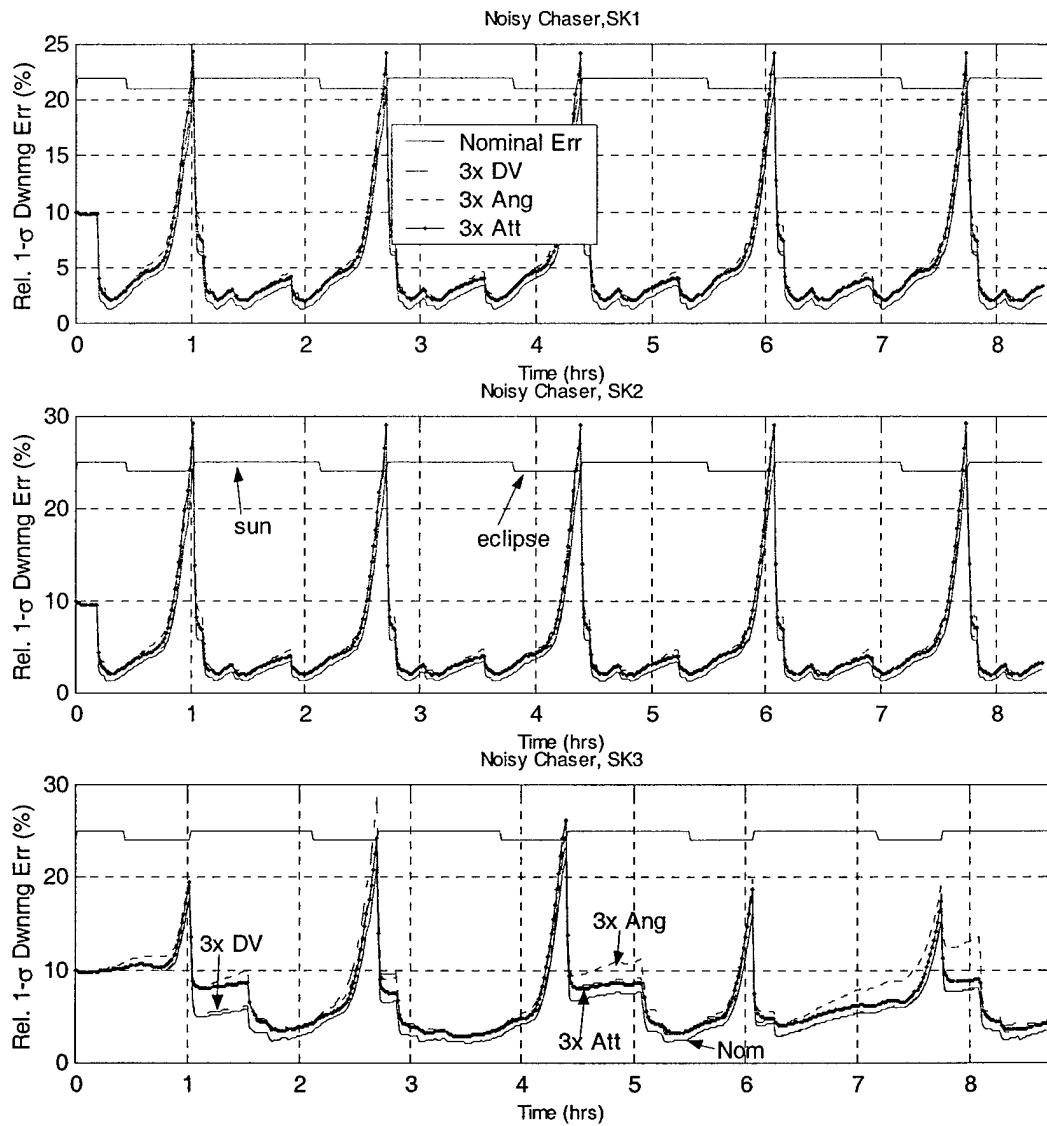 Noisy Chaser,SK1
Rel. 1-σ Dwnrng Err (%)
25
20
15
10
5
0
Nominal Err
3x DV
3x Ang
3x Att
0 1 2 3 4 5 6 7 8
Time (hrs)
Noisy Chaser, SK2
Rel. 1-σ Dwnrng Err (%)
30
20
10
0
sun
eclipse
0 1 2 3 4 5 6 7 8
Time (hrs)
Noisy Chaser, SK3
Rel. 1-σ Dwnrng Err (%)
30
20
10
0
3x DV
3x Ang
3x Att
Nom
0 1 2 3 4 5 6 7 8
Time (hrs)